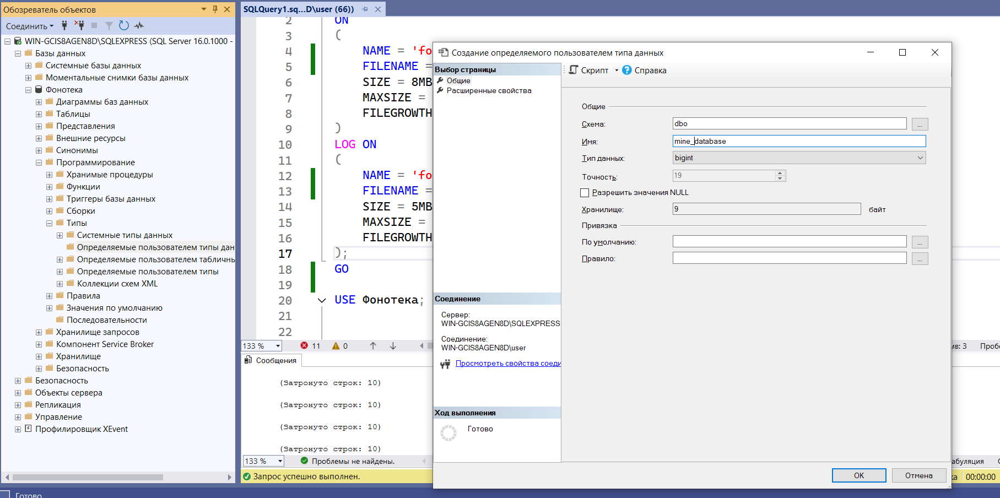 Обозреватель объектов
Соединить
WIN-GCIS8AGEN8D\SQLEXPRESS (SQL Server 16.0.1000 -
Базы данных
Системные базы данных
Моментальные снимки базы данных
Фонотека
Диаграммы баз данных
Таблицы
Представления
Внешние ресурсы
Синонимы
Программирование
Хранимые процедуры
Функции
Триггеры базы данных
Сборки
Типы
Системные типы данных
Определяемые пользователем типы дан
Определяемые пользователем табличнь
Определяемые пользователем типы
Коллекции схем XML
Правила
Значения по умолчанию
Последовательности
Хранилище запросов
Компонент Service Broker
Хранилище
Безопасность
Безопасность
Объекты сервера
Репликация
Управление
Профилировщик XEvent
SQLQuery1.sq...D\user (66))
2 ON
3 (
4 NAME = 'fo
5 FILENAME =
6 SIZE = 8MB
7 MAXSIZE =
8 FILEGROWTH
9 )
10 LOG ON
11 (
12 NAME = 'fo
13 FILENAME =
14 SIZE = 5MB
15 MAXSIZE =
16 FILEGROWTH
17 );
18 GO
19
20 USE Фонотека;
21
22
133 % 11 0
мв: 3 Проб
Сообщения
(Затронуто строк: 10)
(Затронуто строк: 10)
(Затронуто строк: 10)
(Затронуто строк: 10)
133 % Проблемы не найдены.
абуляция
Запрос успешно выполнен.
ка 00:00:00
Готово
Создание определяемого пользователем типа данных
Выбор страницы
Общие
Расширенные свойства
Скрипт Справка
Общие
Схема: dbo ...
Имя: mine_database
Тип данных: bigint
Точность: 19
Разрешить значения NULL
Хранилище: 9 байт
Привязка
По умолчанию: ...
Правило: ...
Соединение
Сервер:
WIN-GCIS8AGEN8D\SQLEXPRESS
Соединение:
WIN-GCIS8AGEN8D\user
Просмотреть свойства соеди
Ход выполнения
Готово
OK Отмена